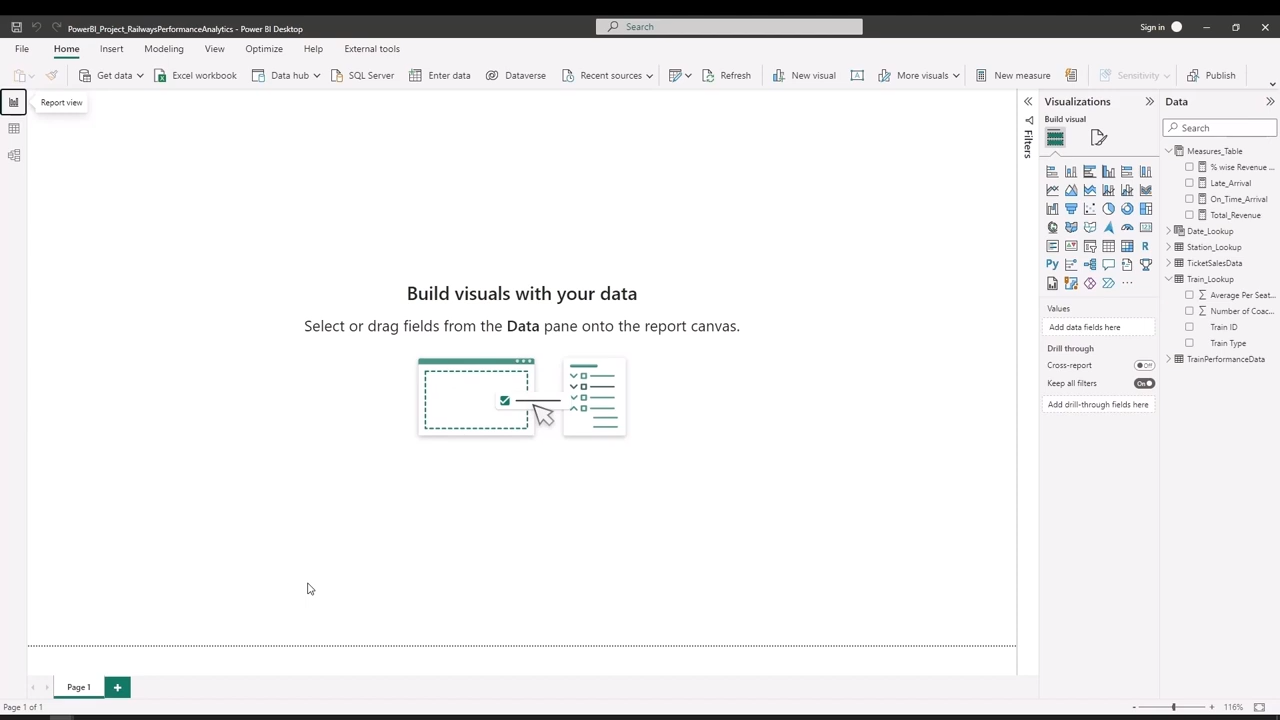 PowerBI_Project_RailwaysPerformanceAnalytics - Power BI Desktop
Search
Sign in
File Home Insert Modeling View Optimize Help External tools
Get data Excel workbook Data hub SQL Server Enter data Dataverse Recent sources Refresh New visual More visuals New measure Sensitivity Publish
Report view
Build visuals with your data
Select or drag fields from the Data pane onto the report canvas.
Filters
Visualizations
Build visual
R
Py
Values
Add data fields here
Drill through
Cross-report Off
Keep all filters On
Add drill-through fields here
Data
Search
Measures_Table
% wise Revenue ...
Late_Arrival
On_Time_Arrival
Total_Revenue
Date_Lookup
Station_Lookup
TicketSalesData
Train_Lookup
Average Per Seat...
Number of Coac...
Train ID
Train Type
TrainPerformanceData
Page 1
Page 1 of 1
116%